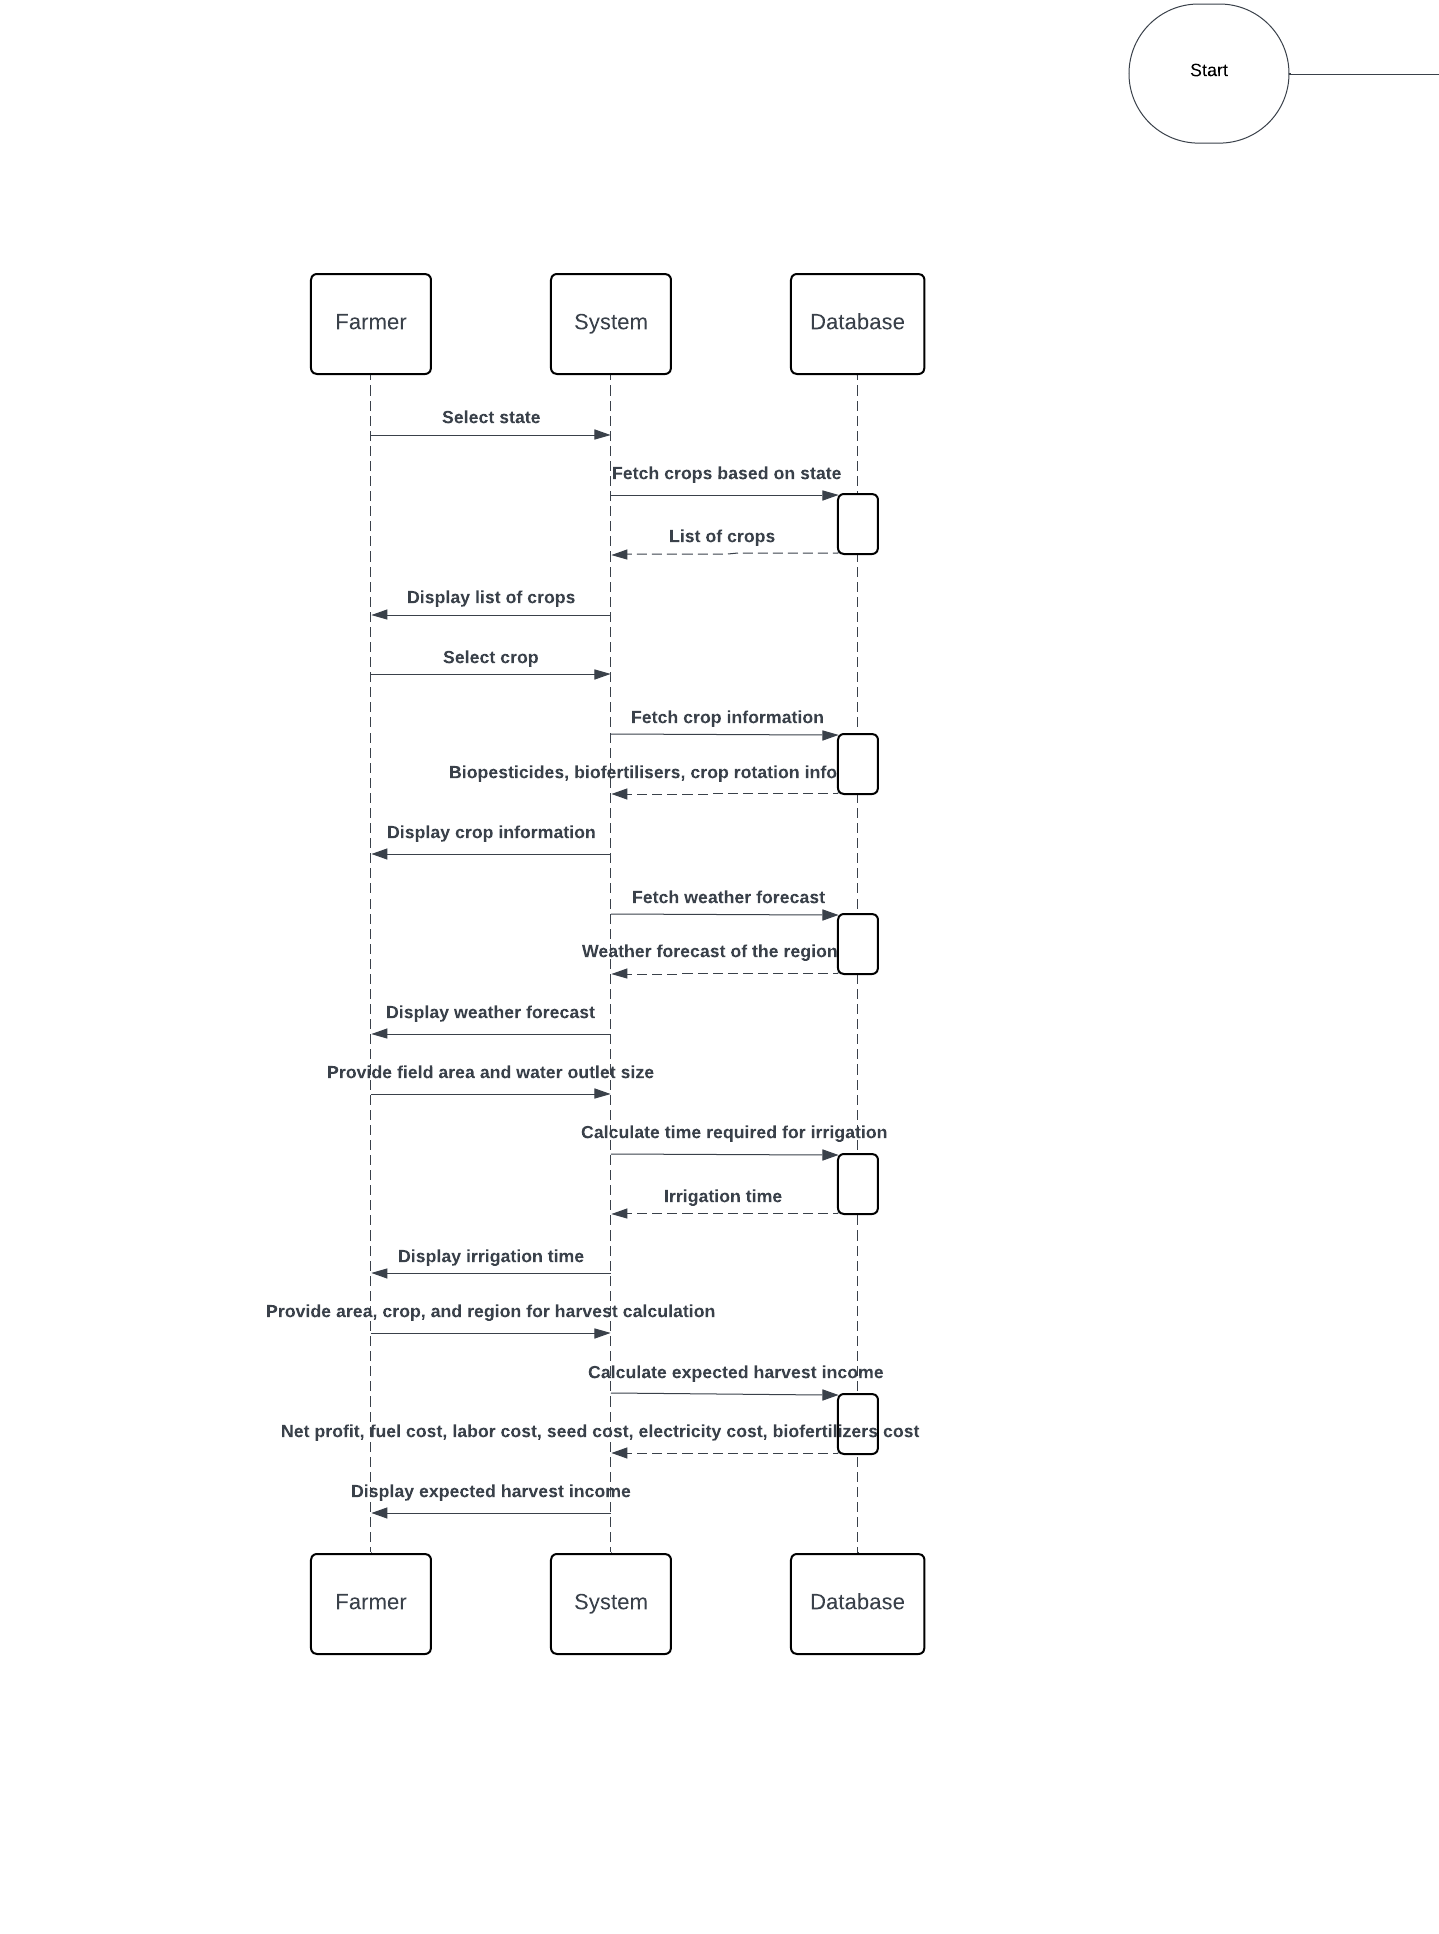 Start
Farmer
System
Database
Select state
Fetch crops based on state
List of crops
Display list of crops
Select crop
Fetch crop information
Biopesticides, biofertilisers, crop rotation info
Display crop information
Fetch weather forecast
Weather forecast of the region
Display weather forecast
Provide field area and water outlet size
Calculate time required for irrigation
Irrigation time
Display irrigation time
Provide area, crop, and region for harvest calculation
Calculate expected harvest income
Net profit, fuel cost, labor cost, seed cost, electricity cost, biofertilizers cost
Display expected harvest income
Farmer
System
Database